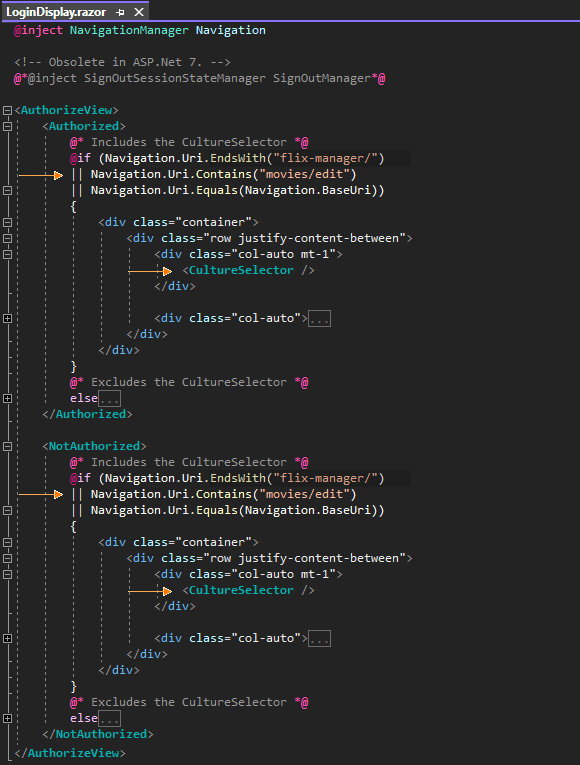 LoginDisplay.razor
@inject NavigationManager Navigation
<!-- Obsolete in ASP.Net 7. -->
@*@inject SignOutSessionStateManager SignOutManager*@
<AuthorizeView>
<Authorized>
@* Includes the CultureSelector *@
@if (Navigation.Uri.EndsWith("flix-manager/")
|| Navigation.Uri.Contains("movies/edit")
|| Navigation.Uri.Equals(Navigation.BaseUri))
{
<div class="container">
<div class="row justify-content-between">
<div class="col-auto mt-1">
<CultureSelector />
</div>
<div class="col-auto">...
</div>
</div>
}
@* Excludes the CultureSelector *@
else...
</Authorized>
<NotAuthorized>
@* Includes the CultureSelector *@
@if (Navigation.Uri.EndsWith("flix-manager/")
|| Navigation.Uri.Contains("movies/edit")
|| Navigation.Uri.Equals(Navigation.BaseUri))
{
<div class="container">
<div class="row justify-content-between">
<div class="col-auto mt-1">
<CultureSelector />
</div>
<div class="col-auto">...
</div>
</div>
}
@* Excludes the CultureSelector *@
else...
</NotAuthorized>
</AuthorizeView>